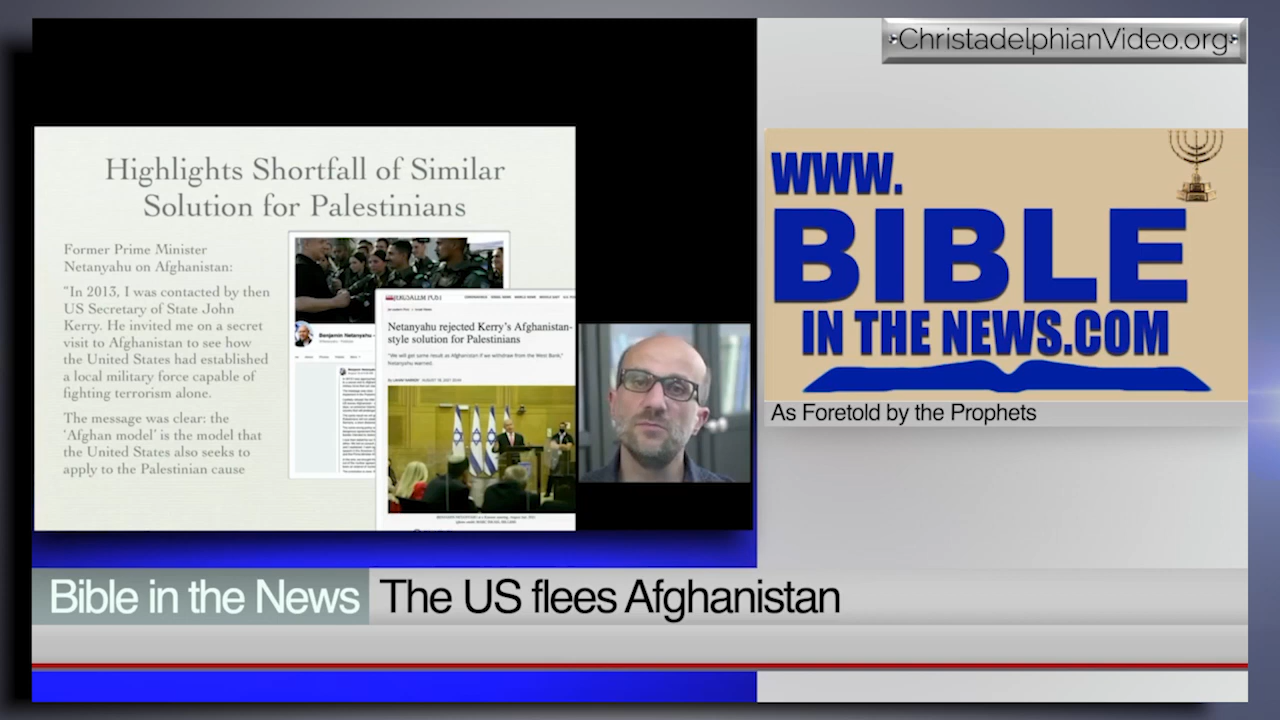 ChristadelphianVideo.org
Highlights Shortfall of Similar
Solution for Palestinians
Former Prime Minister
Netanyahu on Afghanistan:
"In 2013, I was contacted by then
US Secretary of State John
Kerry. He invited me on a secret
visit to Afghanistan to see how
the United States had established
a local military force capable of
fighting terrorism alone.
The message was clear: the
'Afghan model' is the model that
the United States also seeks to
apply to the Palestinian cause
Benjamin Netanyahu
JERUSALEM POST
Netanyahu rejected Kerry's Afghanistan-
style solution for Palestinians
"We will get same result as Afghanistan if we withdraw from the West Bank,"
Netanyahu warned.
WWW.
BIBLE
IN THE NEWS.COM
As Foretold by the Prophets
Bible in the News
The US flees Afghanistan